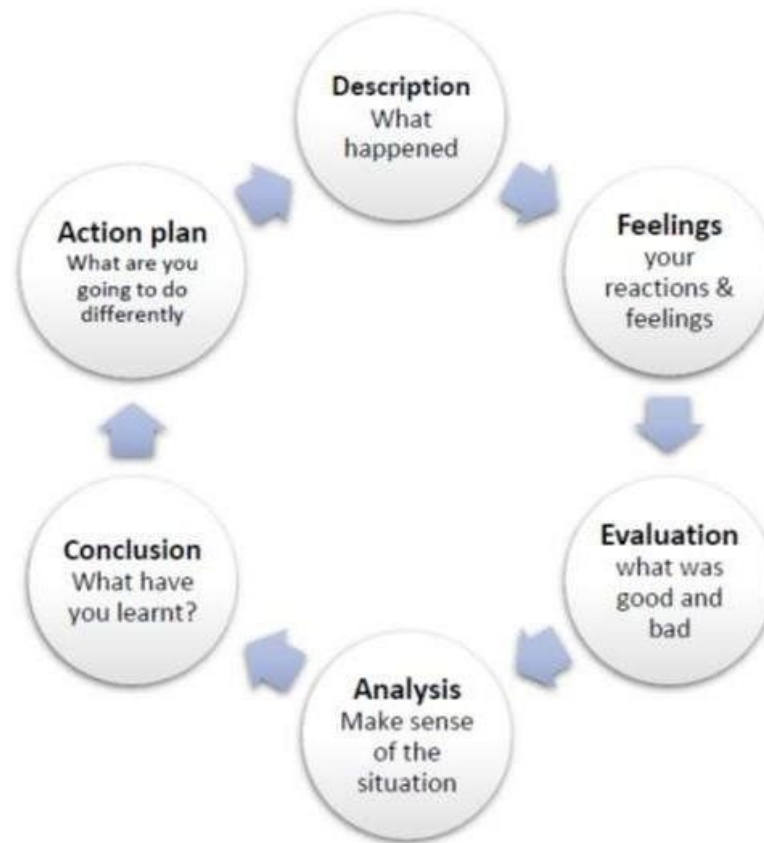 Description
What
happened
Feelings
your
reactions &
feelings
Evaluation
what was
good and
bad
Analysis
Make sense
of the
situation
Conclusion
What have
you learnt?
Action plan
What are you
going to do
differently